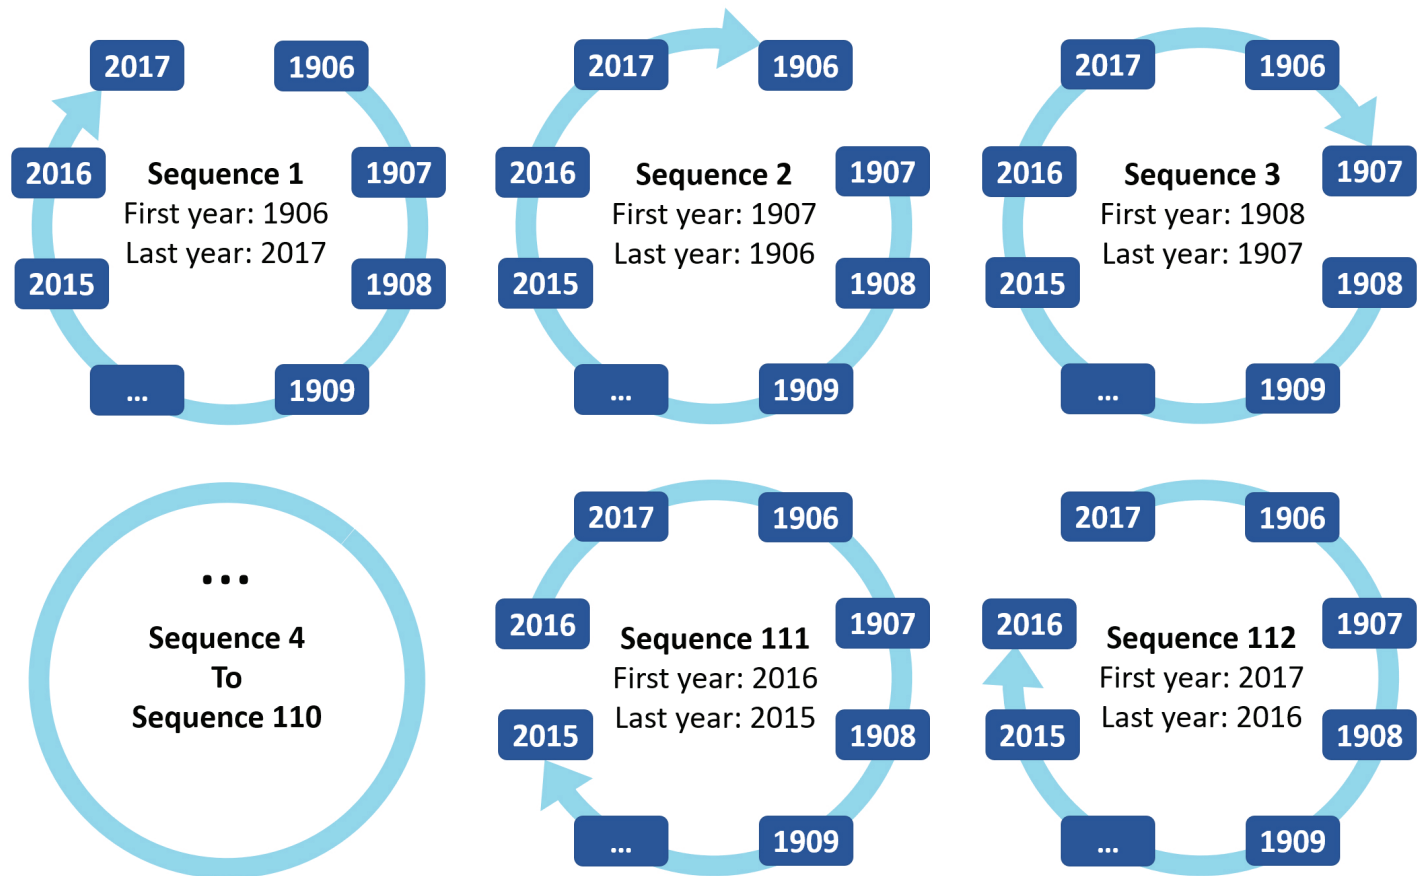 2017
1906
2016
Sequence 1
1907
First year: 1906
Last year: 2017
2015
1908
...
1909
2017
1906
2016
Sequence 2
1907
First year: 1907
Last year: 1906
2015
1908
...
1909
2017
1906
2016
Sequence 3
1907
First year: 1908
Last year: 1907
2015
1908
...
1909
...
Sequence 4
To
Sequence 110
2017
1906
2016
Sequence 111
1907
First year: 2016
Last year: 2015
2015
1908
...
1909
2017
1906
2016
Sequence 112
1907
First year: 2017
Last year: 2016
2015
1908
...
1909